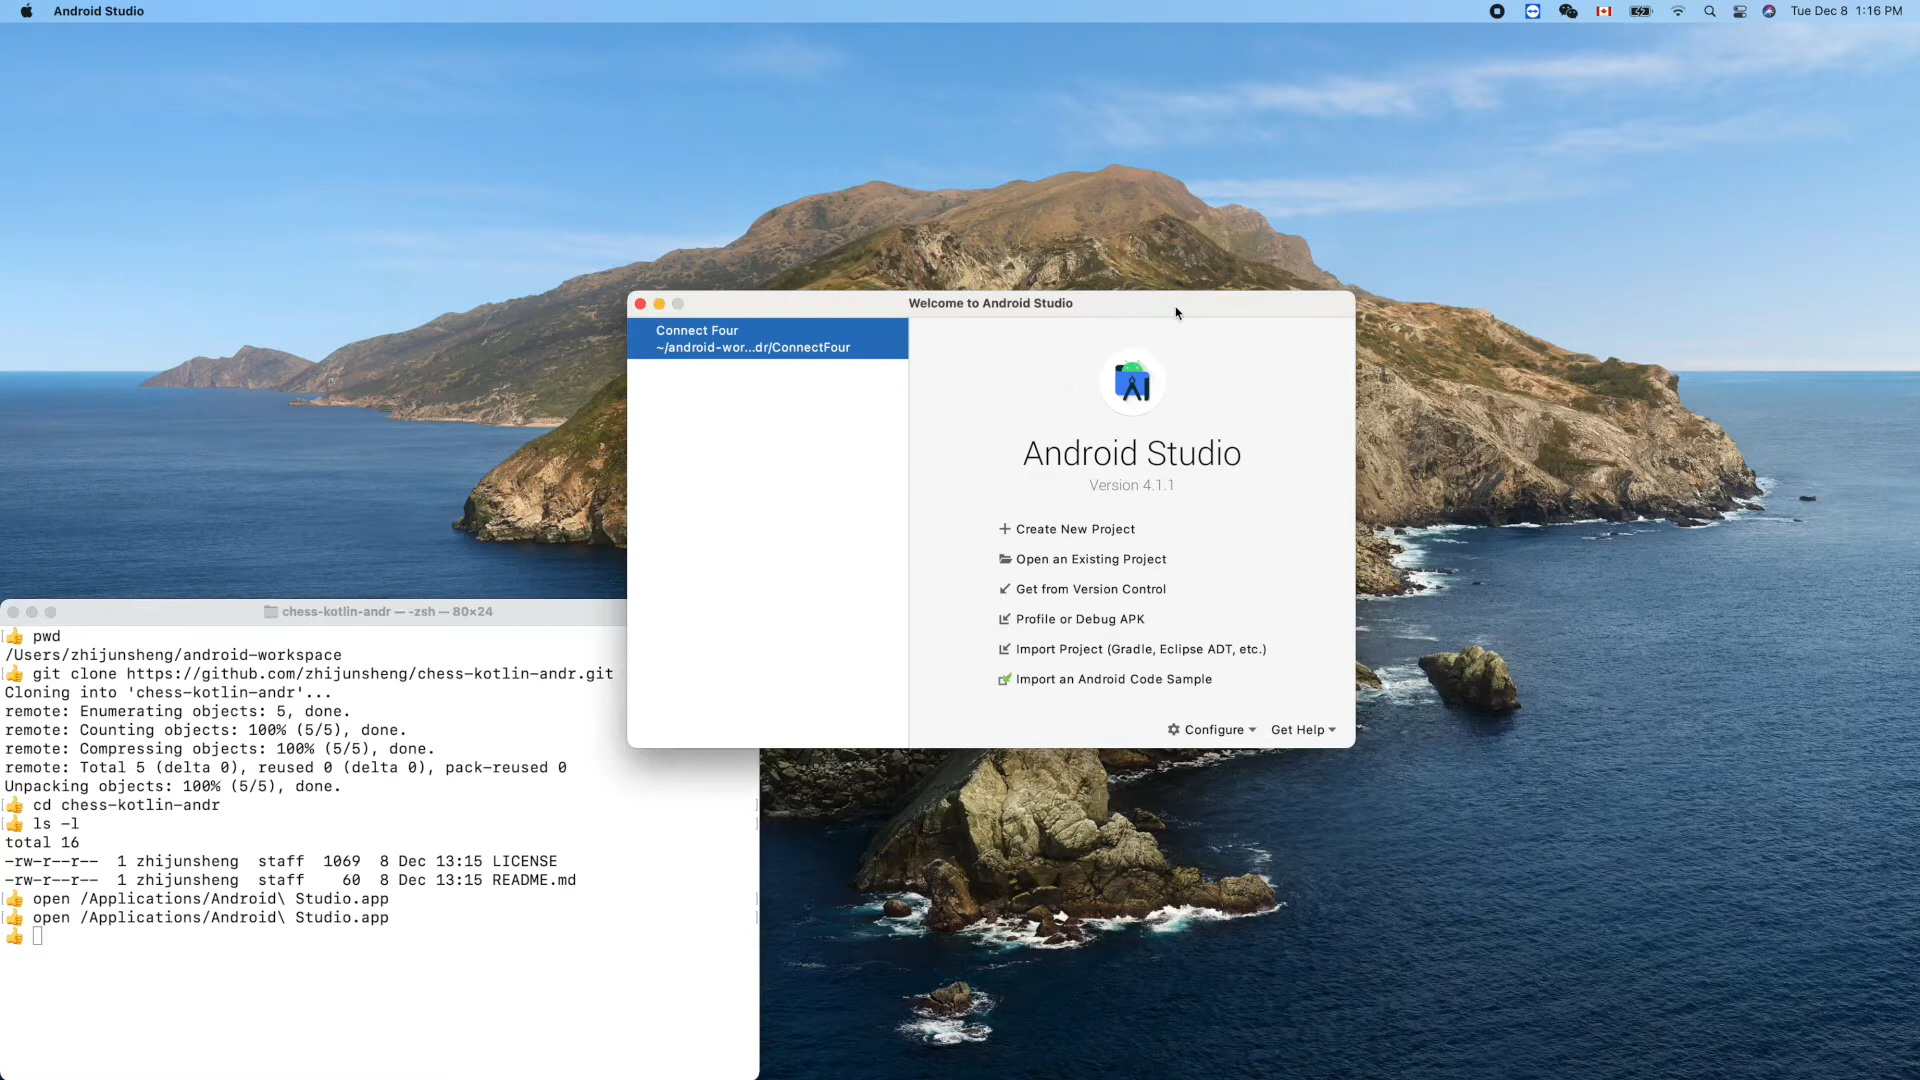 Android Studio
Tue Dec 8 1:16 PM
Welcome to Android Studio
Connect Four
~/android-wor...dr/ConnectFour
Android Studio
Version 4.1.1
Create New Project
Open an Existing Project
Get from Version Control
Profile or Debug APK
Import Project (Gradle, Eclipse ADT, etc.)
Import an Android Code Sample
Configure
Get Help
chess-kotlin-andr — -zsh — 80×24
[👍 pwd
/Users/zhijunsheng/android-workspace
[👍 git clone https://github.com/zhijunsheng/chess-kotlin-andr.git
Cloning into 'chess-kotlin-andr'...
remote: Enumerating objects: 5, done.
remote: Counting objects: 100% (5/5), done.
remote: Compressing objects: 100% (5/5), done.
remote: Total 5 (delta 0), reused 0 (delta 0), pack-reused 0
Unpacking objects: 100% (5/5), done.
[👍 cd chess-kotlin-andr ]
[👍 ls -l ]
total 16
-rw-r--r-- 1 zhijunsheng staff 1069 8 Dec 13:15 LICENSE
-rw-r--r-- 1 zhijunsheng staff 60 8 Dec 13:15 README.md
[👍 open /Applications/Android\ Studio.app ]
[👍 open /Applications/Android\ Studio.app ]
👍